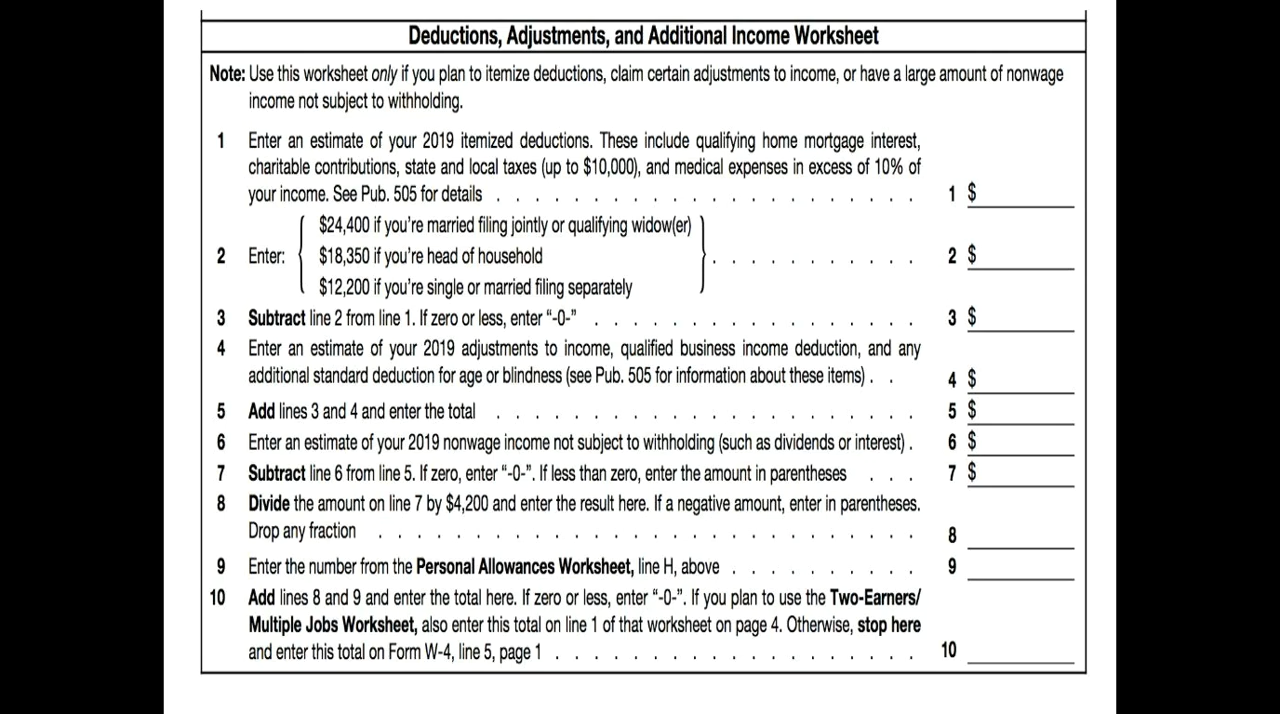 Deductions, Adjustments, and Additional Income Worksheet
Note: Use this worksheet only if you plan to itemize deductions, claim certain adjustments to income, or have a large amount of nonwage
income not subject to withholding.
1 Enter an estimate of your 2019 itemized deductions. These include qualifying home mortgage interest,
charitable contributions, state and local taxes (up to $10,000), and medical expenses in excess of 10% of
your income. See Pub. 505 for details . . . . . . . . . . . . . . . . . . . . . 1 $
$24,400 if you're married filing jointly or qualifying widow(er)
2 Enter: $18,350 if you're head of household . . . . . . . . . . . 2 $
$12,200 if you're single or married filing separately
3 Subtract line 2 from line 1. If zero or less, enter “-0-” . . . . . . . . . . . . . . . . 3 $
4 Enter an estimate of your 2019 adjustments to income, qualified business income deduction, and any
additional standard deduction for age or blindness (see Pub. 505 for information about these items) . . 4 $
5 Add lines 3 and 4 and enter the total . . . . . . . . . . . . . . . . . . . . . 5 $
6 Enter an estimate of your 2019 nonwage income not subject to withholding (such as dividends or interest) . 6 $
7 Subtract line 6 from line 5. If zero, enter “-0-”. If less than zero, enter the amount in parentheses . . . 7 $
8 Divide the amount on line 7 by $4,200 and enter the result here. If a negative amount, enter in parentheses.
Drop any fraction . . . . . . . . . . . . . . . . . . . . . . . . . . 8
9 Enter the number from the Personal Allowances Worksheet, line H, above . . . . . . . . . . 9
10 Add lines 8 and 9 and enter the total here. If zero or less, enter “-0-”. If you plan to use the Two-Earners/
Multiple Jobs Worksheet, also enter this total on line 1 of that worksheet on page 4. Otherwise, stop here
and enter this total on Form W-4, line 5, page 1 . . . . . . . . . . . . . . . . . . 10